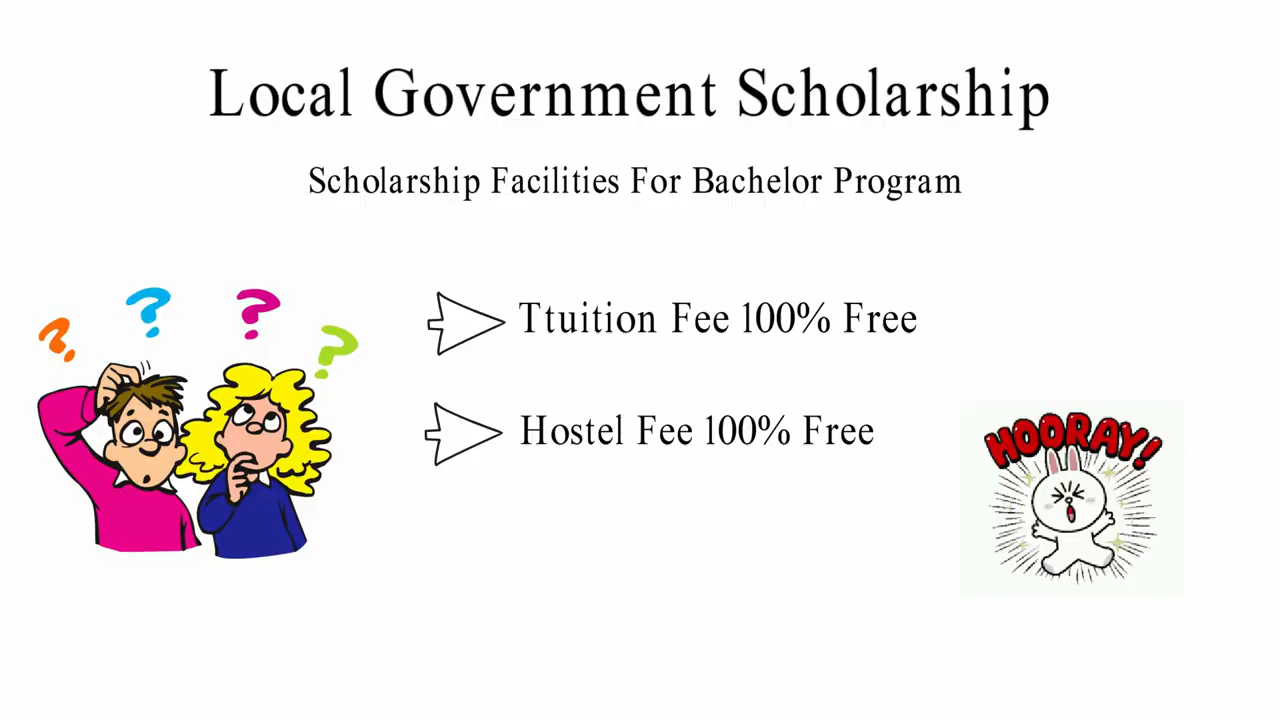 Local Government Scholarship
Scholarship Facilities For Bachelor Program
? ? ? ?
Ttuition Fee 100% Free
Hostel Fee 100% Free
HOORAY!